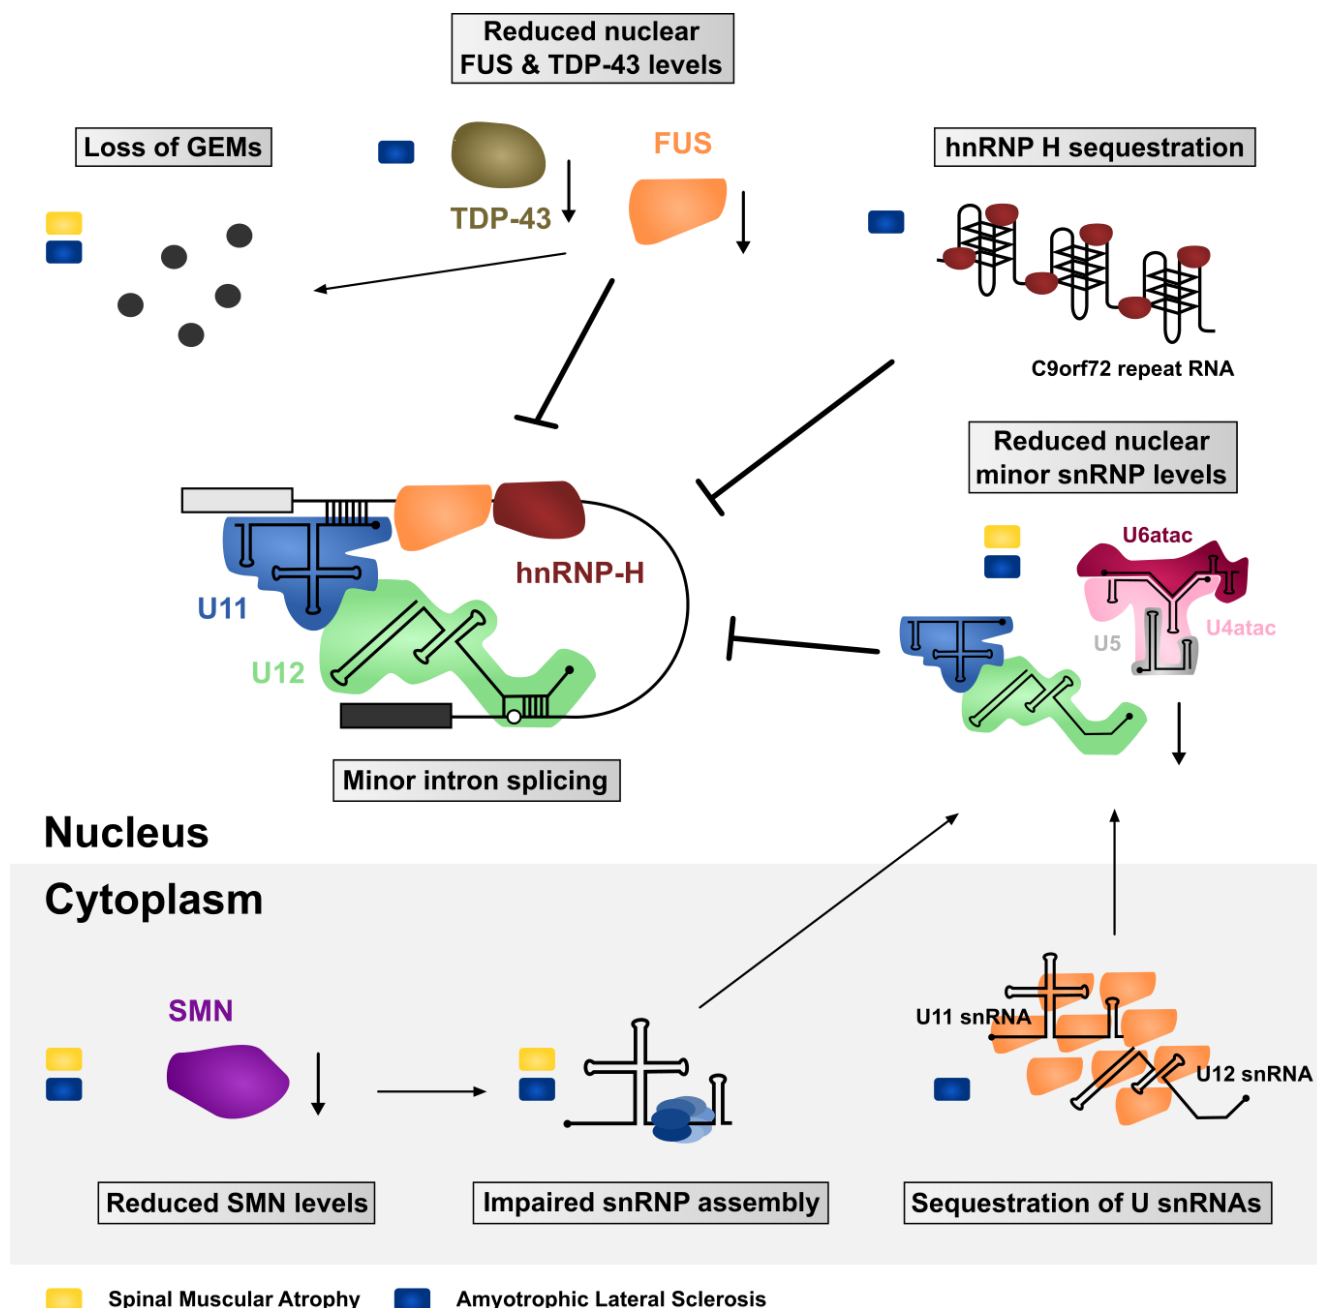 Reduced nuclear
FUS & TDP-43 levels
Loss of GEMs
TDP-43
FUS
hnRNP H sequestration
C9orf72 repeat RNA
Reduced nuclear
minor snRNP levels
U6atac
U4atac
U5
hnRNP-H
U11
U12
Minor intron splicing
Nucleus
Cytoplasm
SMN
U11 snRNA
U12 snRNA
Reduced SMN levels
Impaired snRNP assembly
Sequestration of U snRNAs
Spinal Muscular Atrophy
Amyotrophic Lateral Sclerosis